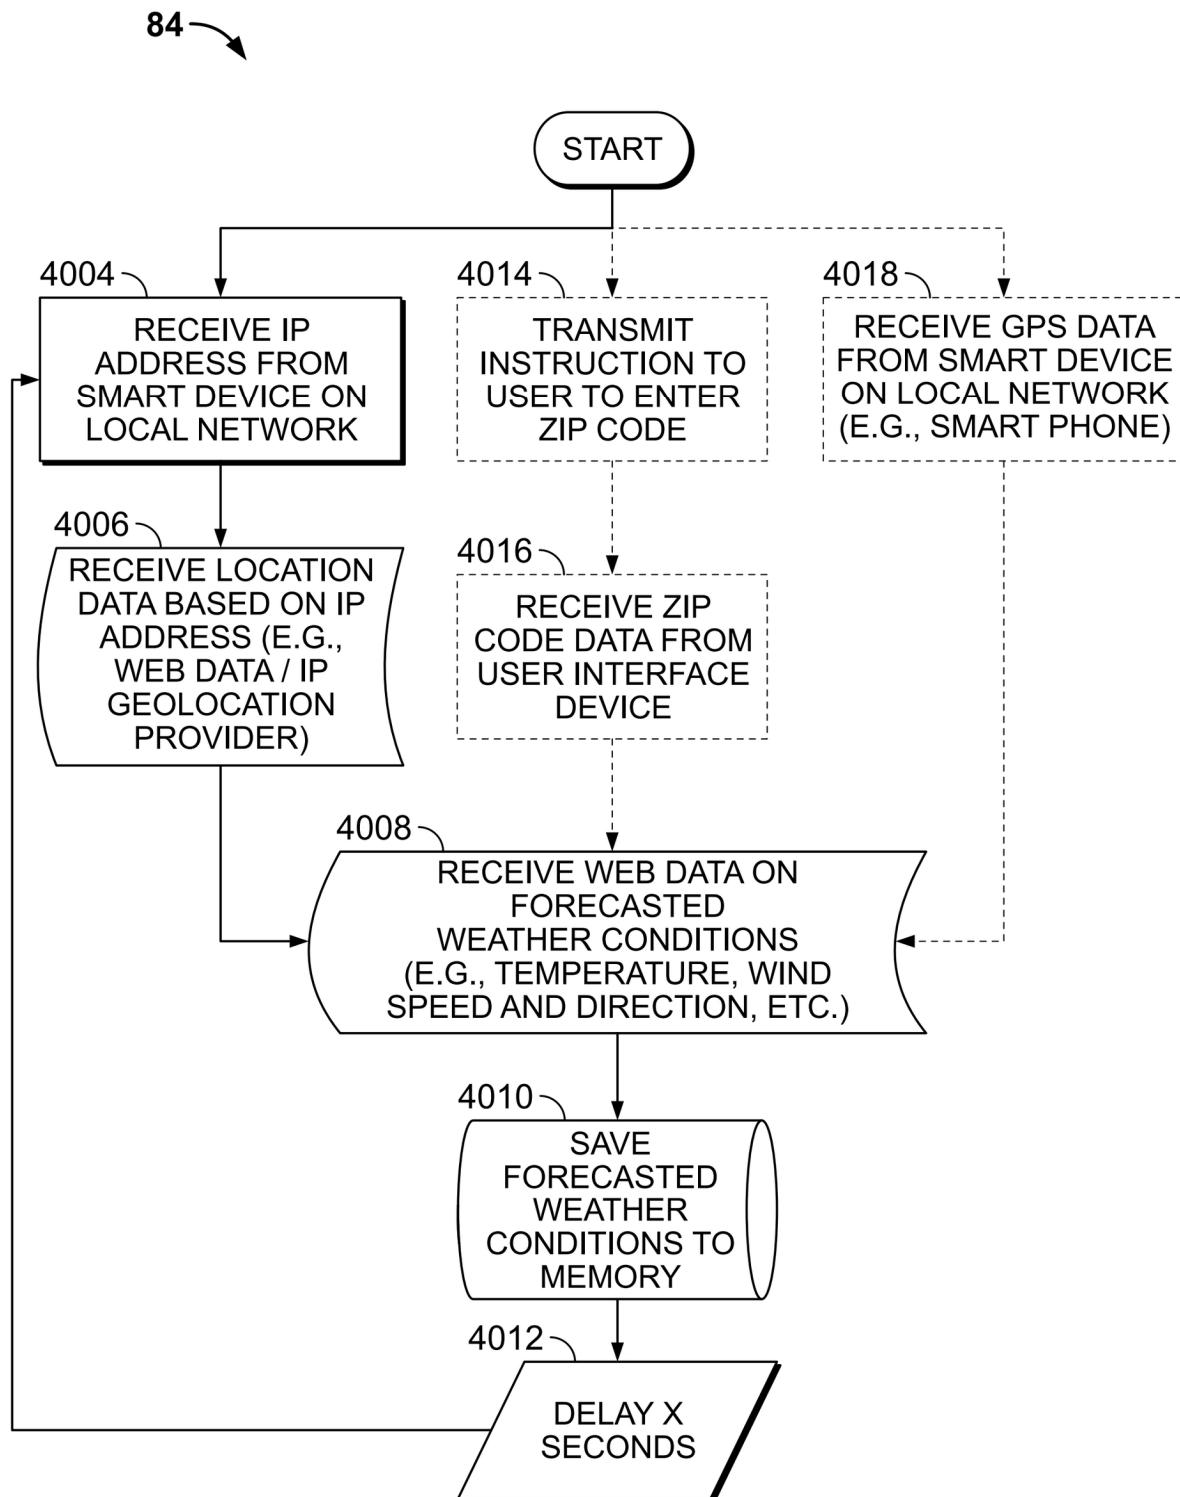 84
START
4004
RECEIVE IP
ADDRESS FROM
SMART DEVICE ON
LOCAL NETWORK
4014
TRANSMIT
INSTRUCTION TO
USER TO ENTER
ZIP CODE
4018
RECEIVE GPS DATA
FROM SMART DEVICE
ON LOCAL NETWORK
(E.G., SMART PHONE)
4006
RECEIVE LOCATION
DATA BASED ON IP
ADDRESS (E.G.,
WEB DATA / IP
GEOLOCATION
PROVIDER)
4016
RECEIVE ZIP
CODE DATA FROM
USER INTERFACE
DEVICE
4008
RECEIVE WEB DATA ON
FORECASTED
WEATHER CONDITIONS
(E.G., TEMPERATURE, WIND
SPEED AND DIRECTION, ETC.)
4010
SAVE
FORECASTED
WEATHER
CONDITIONS TO
MEMORY
4012
DELAY X
SECONDS